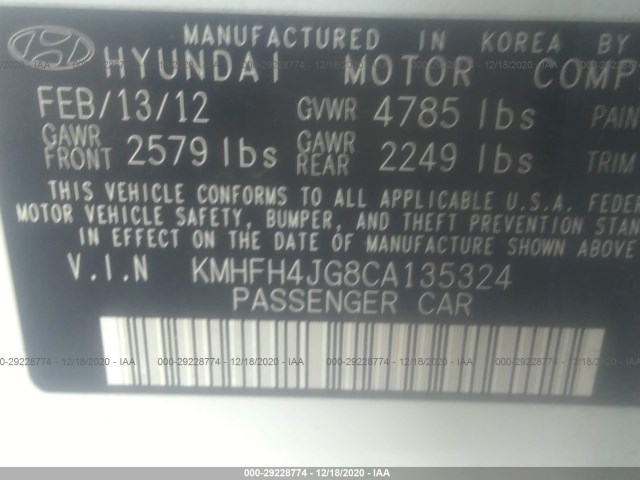 MANUFACTURED IN KOREA BY
HYUNDAI MOTOR COMP
FEB/13/12 GVWR 4785 lbs PAIN
GAWR FRONT 2579 lbs GAWR REAR 2249 lbs TRIM
THIS VEHICLE CONFORMS TO ALL APPLICABLE U.S.A. FEDER
MOTOR VEHICLE SAFETY, BUMPER, AND THEFT PREVENTION STAN
IN EFFECT ON THE DATE OF MANUFACTURE SHOWN ABOVE
V.I.N KMHFH4JG8CA135324
PASSENGER CAR
000-29228774 - 12/18/2020 - IAA